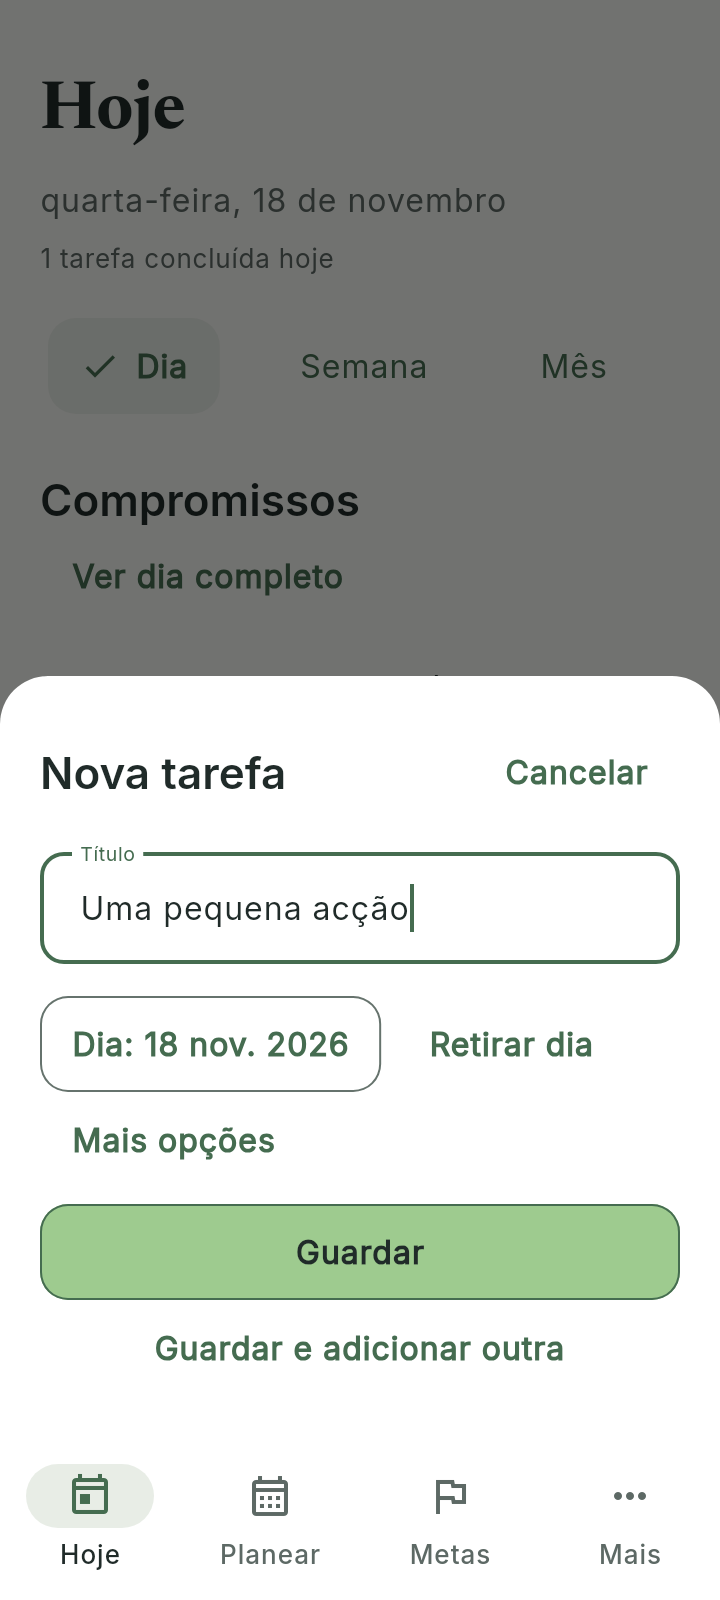 Hoje
quarta-feira, 18 de novembro
1 tarefa concluída hoje
Dia
Semana
Mês
Compromissos
Ver dia completo
Nova tarefa
Cancelar
Título
Uma pequena acção
Dia: 18 nov. 2026
Retirar dia
Mais opções
Guardar
Guardar e adicionar outra
Hoje
Planear
Metas
Mais